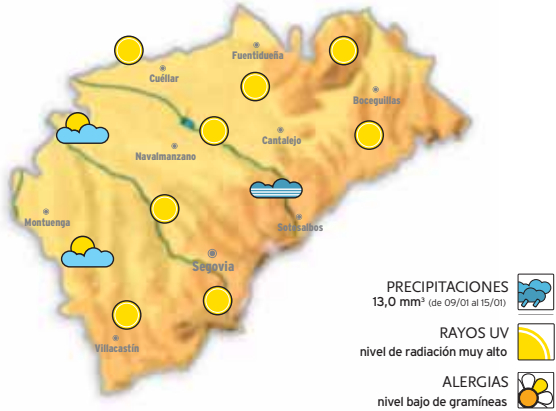 Fuentidueña
Cuéllar
Boceguillas
Cantalejo
Navalmanzano
Montuenga
Sotosalbos
Segovia
Villacastín
PRECIPITACIONES
13,0 mm³ (de 09/01 al 15/01)
RAYOS UV
nivel de radiación muy alto
ALERGIAS
nivel bajo de gramíneas